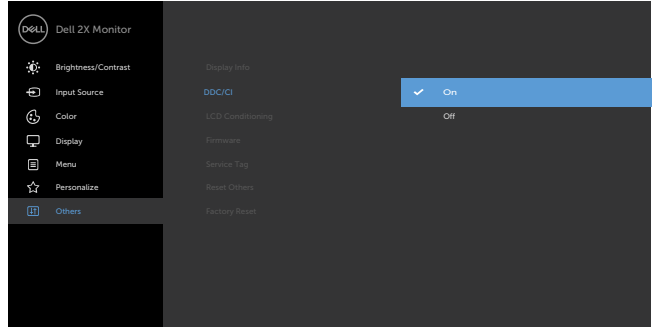 DELL Dell 2X Monitor
Brightness/Contrast Display Info
Input Source DDC/CI On
Color LCD Conditioning Off
Display Firmware
Menu Service Tag
Personalize Reset Others
Others Factory Reset